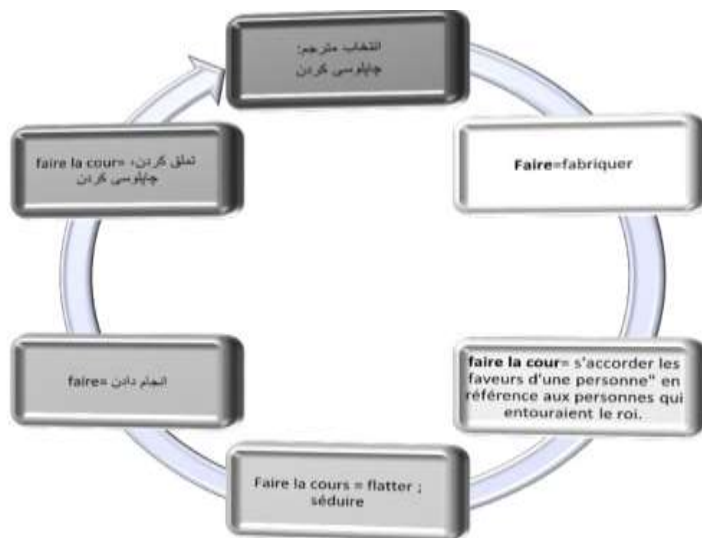 انتخاب مترجم:
چاپلوسی کردن
Faire=fabriquer
faire la cour= s'accorder les
faveurs d'une personne" en
référence aux personnes qui
entouraient le roi.
Faire la cours = flatter ;
séduire
faire= انجام دادن
faire la cour= تملق کردن،
چاپلوسی کردن